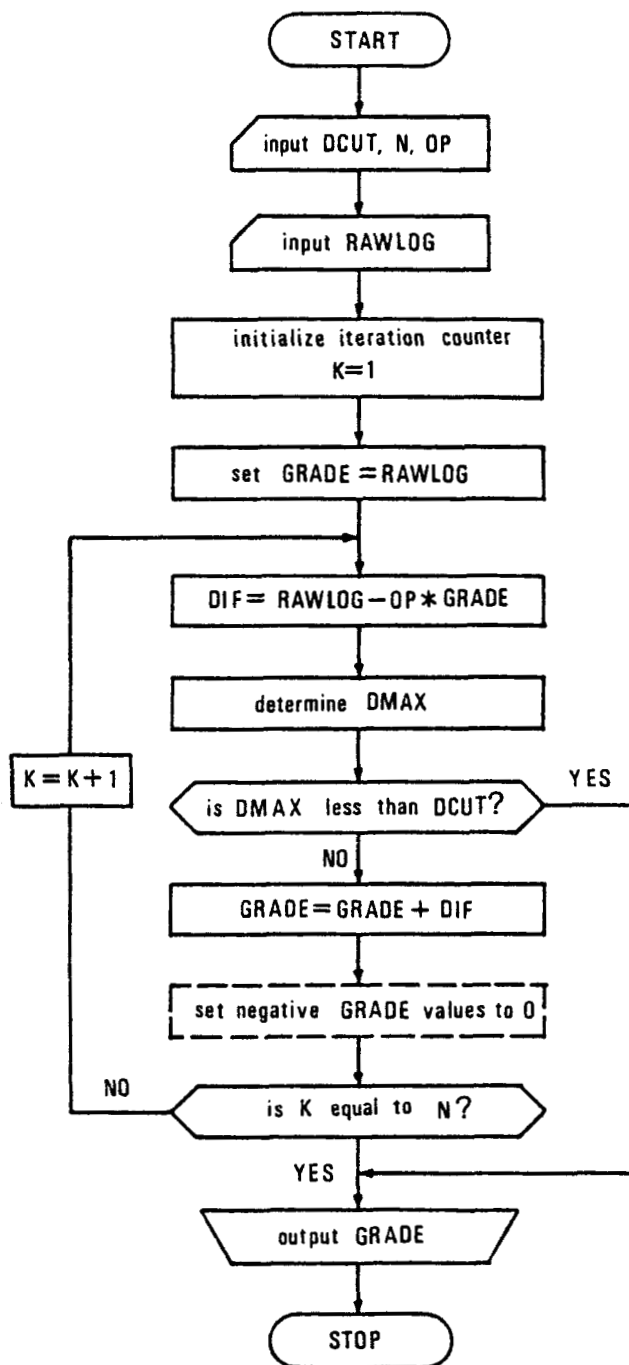 START
input DCUT, N, OP
input RAWLOG
initialize iteration counter
K=1
set GRADE=RAWLOG
DIF= RAWLOG-OP* GRADE
determine DMAX
K=K+1
is DMAX less than DCUT?
YES
NO
GRADE=GRADE + DIF
set negative GRADE values to 0
NO
is K equal to N?
YES
output GRADE
STOP